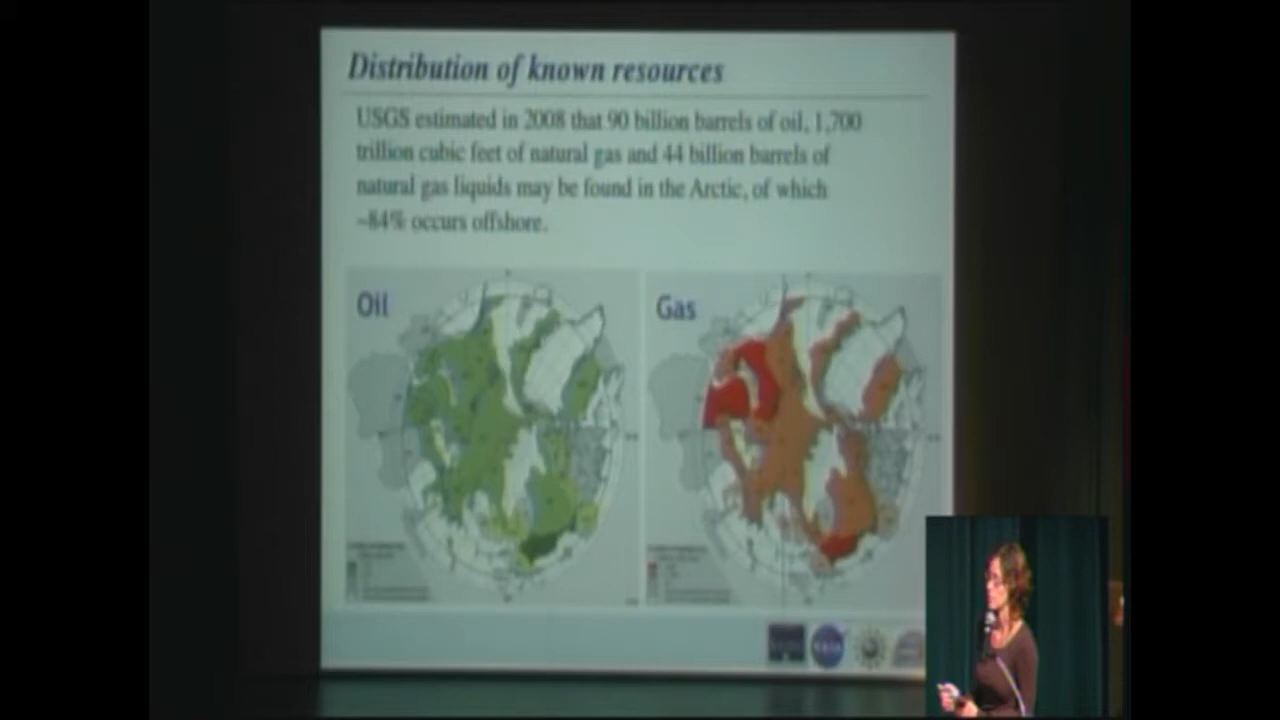 Distribution of known resources
USGS estimated in 2008 that 90 billion barrels of oil, 1,700
trillion cubic feet of natural gas and 44 billion barrels of
natural gas liquids may be found in the Arctic, of which
~84% occurs offshore.
Oil
Gas
NASA